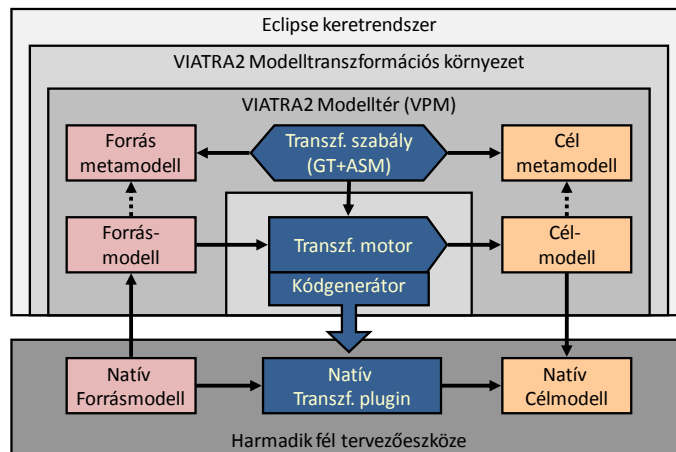 Eclipse keretrendszer
VIATRA2 Modelltranszformációs környezet
VIATRA2 Modelltér (VPM)
Forrás
metamodell
Transzf. szabály
(GT+ASM)
Cél
metamodell
Forrás-
modell
Transzf. motor
Cél-
modell
Kódgenerátor
Natív
Forrásmodell
Natív
Transzf. plugin
Natív
Célmodell
Harmadik fél tervezőeszköze